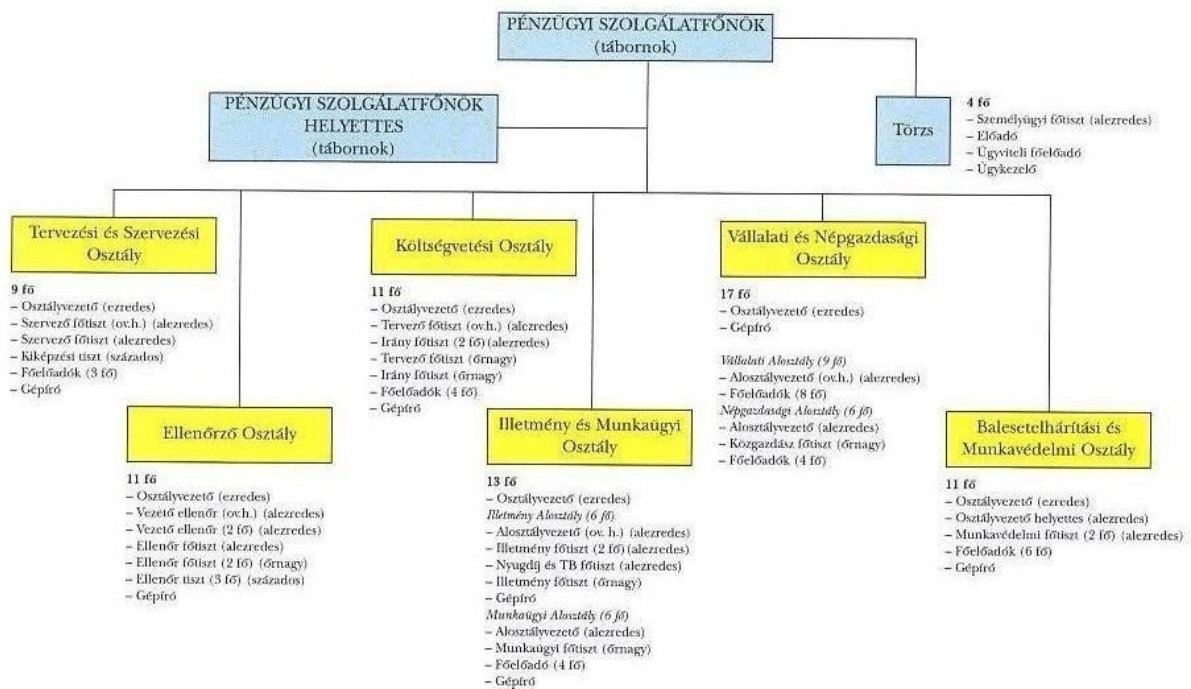 PÉNZÜGYI SZOLGÁLATFŐNÖK
(tábornok)
PÉNZÜGYI SZOLGÁLATFŐNÖK
HELYETTES
(tábornok)
Törzs
4 fő
– Személyügyi főtiszt (alezredes)
– Előadó
– Ügyviteli főelőadó
– Ügykezelő
Tervezési és Szervezési
Osztály
9 fő
– Osztályvezető (ezredes)
– Szervező főtiszt (ov.h.) (alezredes)
– Szervező főtiszt (alezredes)
– Kiképzési tiszt (százados)
– Főelőadók (3 fő)
– Gépíró
Ellenőrző Osztály
11 fő
– Osztályvezető (ezredes)
– Vezető ellenőr (ov.h.) (alezredes)
– Vezető ellenőr (2 fő) (alezredes)
– Ellenőr főtiszt (alezredes)
– Ellenőr főtiszt (2 fő) (őrnagy)
– Ellenőr tiszt (3 fő) (százados)
– Gépíró
Költségvetési Osztály
11 fő
– Osztályvezető (ezredes)
– Tervező főtiszt (ov.h.) (alezredes)
– Irány főtiszt (2 fő) (alezredes)
– Tervező főtiszt (őrnagy)
– Irány főtiszt (őrnagy)
– Főelőadók (4 fő)
– Gépíró
Illetmény és Munkaügyi
Osztály
13 fő
– Osztályvezető (ezredes)
Illetmény Alosztály (6 fő)
– Alosztályvezető (ov. h.) (alezredes)
– Illetmény főtiszt (2 fő) (alezredes)
– Nyugdíj és TB főtiszt (alezredes)
– Illetmény főtiszt (őrnagy)
– Gépíró
Munkaügyi Alosztály (6 fő)
– Alosztályvezető (alezredes)
– Munkaügyi főtiszt (őrnagy)
– Főelőadó (4 fő)
– Gépíró
Vállalati és Népgazdasági
Osztály
17 fő
– Osztályvezető (ezredes)
– Gépíró
Vállalati Alosztály (9 fő)
– Alosztályvezető (ov.h.) (alezredes)
– Főelőadók (8 fő)
Népgazdasági Alosztály (6 fő)
– Alosztályvezető (alezredes)
– Közgazdász főtiszt (őrnagy)
– Főelőadók (4 fő)
Balesetelhárítási és
Munkavédelmi Osztály
11 fő
– Osztályvezető (ezredes)
– Osztályvezető helyettes (alezredes)
– Munkavédelmi főtiszt (2 fő) (alezredes)
– Főelőadók (6 fő)
– Gépíró